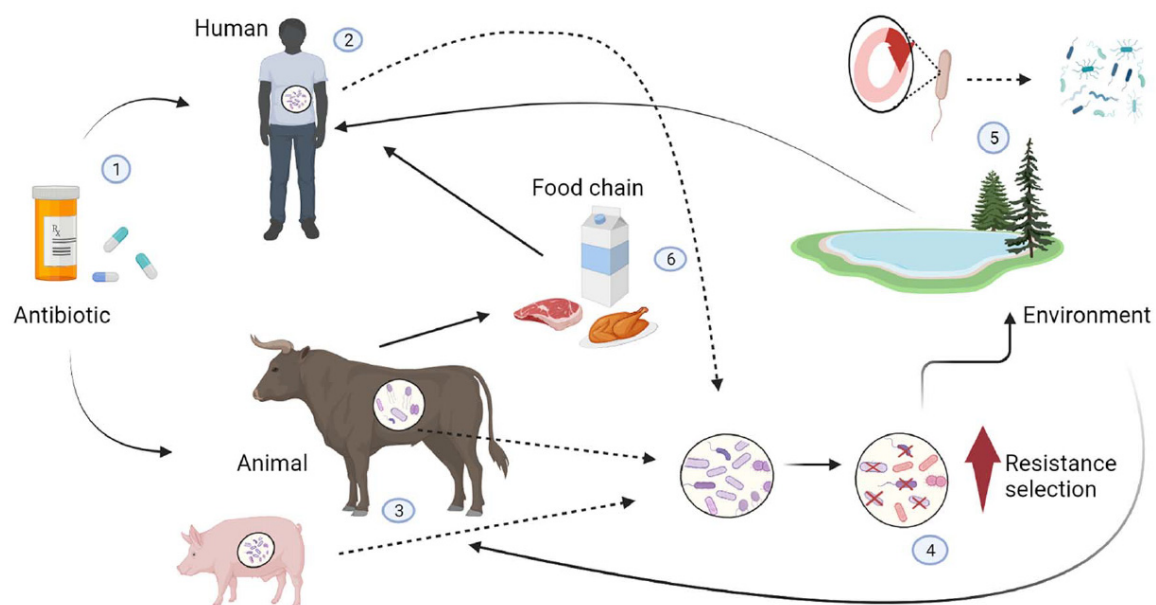 Human
2
1
5
Food chain
6
Rx
Antibiotic
Environment
Animal
Resistance
selection
3
4